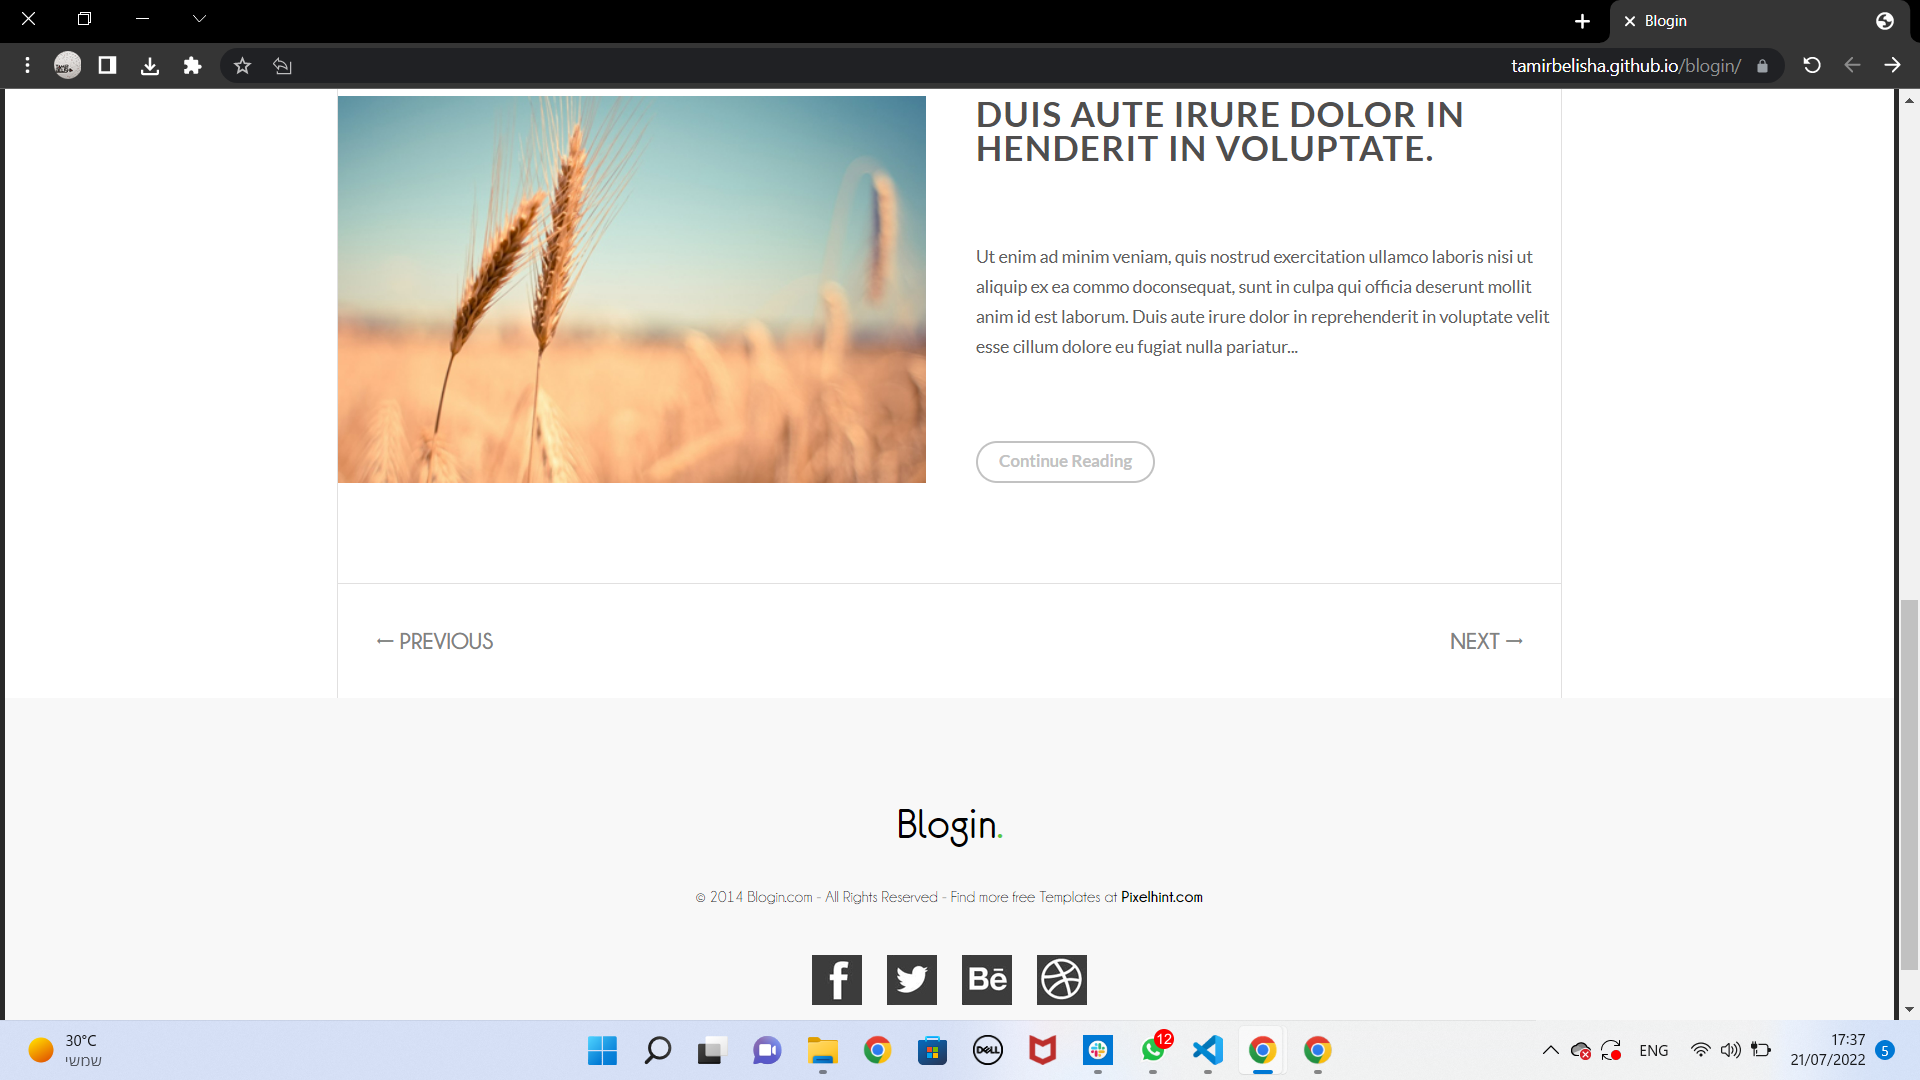 Blogin
tamirbelisha.github.io/blogin/
DUIS AUTE IRURE DOLOR IN
HENDERIT IN VOLUPTATE.
Ut enim ad minim veniam, quis nostrud exercitation ullamco laboris nisi ut
aliquip ex ea commo doconsequat, sunt in culpa qui officia deserunt mollit
anim id est laborum. Duis aute irure dolor in reprehenderit in voluptate velit
esse cillum dolore eu fugiat nulla pariatur...
Continue Reading
← PREVIOUS
NEXT →
Blogin.
© 2014 Blogin.com - All Rights Reserved - Find more free Templates at Pixelhint.com
f
Bē
30°C
שמשי
DELL
12
ENG
17:37
21/07/2022
5